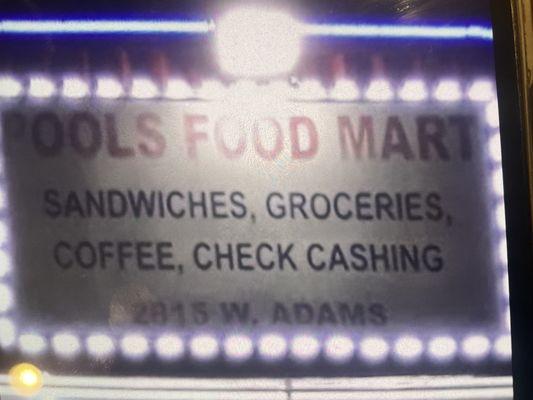 POOLS FOOD MART
SANDWICHES, GROCERIES,
COFFEE, CHECK CASHING
2815 W. ADAMS